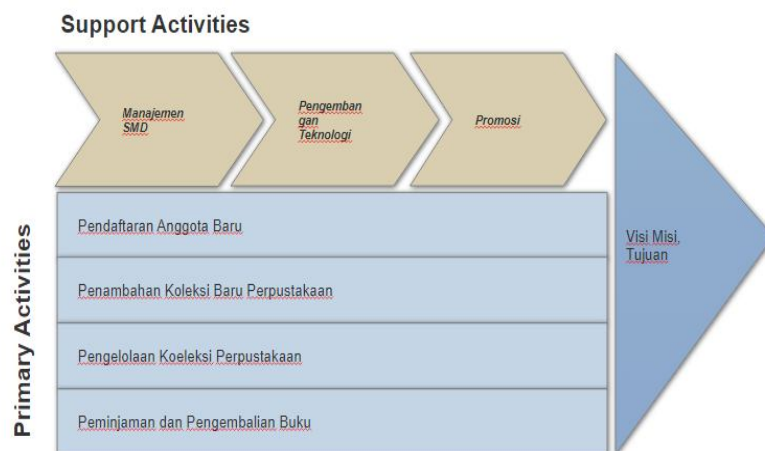 Support Activities
Manajemen
SMD
Pengemban
gan
Teknologi
Promosi
Primary Activities
Pendaftaran Anggota Baru
Penambahan Koleksi Baru Perpustakaan
Pengelolaan Koeleksi Perpustakaan
Peminjaman dan Pengembalian Buku
Visi Misi,
Tujuan